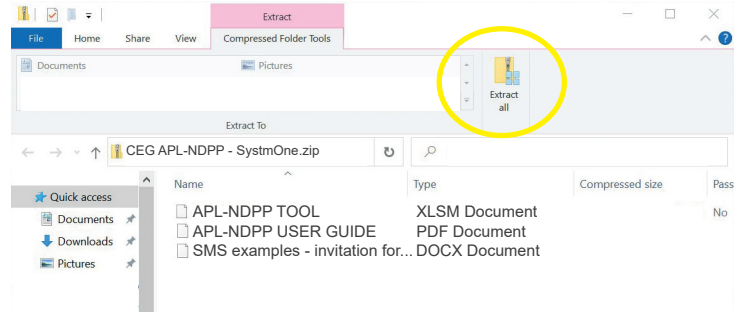 Extract
File Home Share View Compressed Folder Tools
Documents Pictures
Extract all
Extract To
CEG APL-NDPP - SystmOne.zip
Name Type Compressed size Pass
Quick access
Documents
Downloads
Pictures
APL-NDPP TOOL XLSM Document No
APL-NDPP USER GUIDE PDF Document
SMS examples - invitation for... DOCX Document